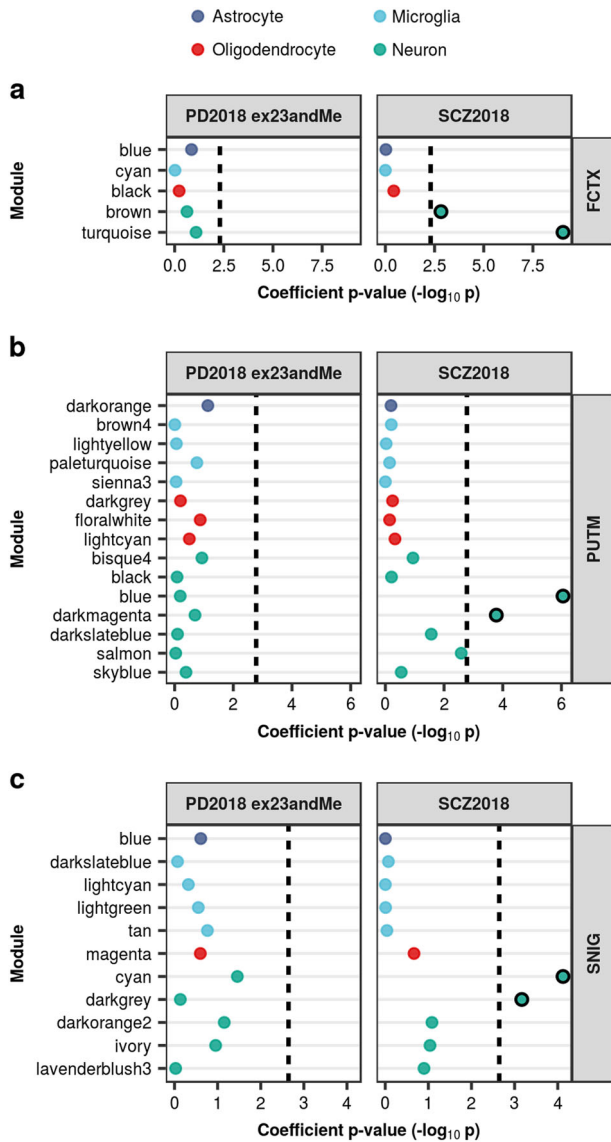 Astrocyte Microglia
Oligodendrocyte Neuron
a
PD2018 ex23andMe SCZ2018
Module
blue
cyan
black
brown
turquoise
FCTX
0.0 2.5 5.0 7.5 0.0 2.5 5.0 7.5
Coefficient p-value (-log10 p)
b
PD2018 ex23andMe SCZ2018
Module
darkorange
brown4
lightyellow
paleturquoise
sienna3
darkgrey
floralwhite
lightcyan
bisque4
black
blue
darkmagenta
darkslateblue
salmon
skyblue
PUTM
0 2 4 6 0 2 4 6
Coefficient p-value (-log10 p)
c
PD2018 ex23andMe SCZ2018
Module
blue
darkslateblue
lightcyan
lightgreen
tan
magenta
cyan
darkgrey
darkorange2
ivory
lavenderblush3
SNIG
0 1 2 3 4 0 1 2 3 4
Coefficient p-value (-log10 p)